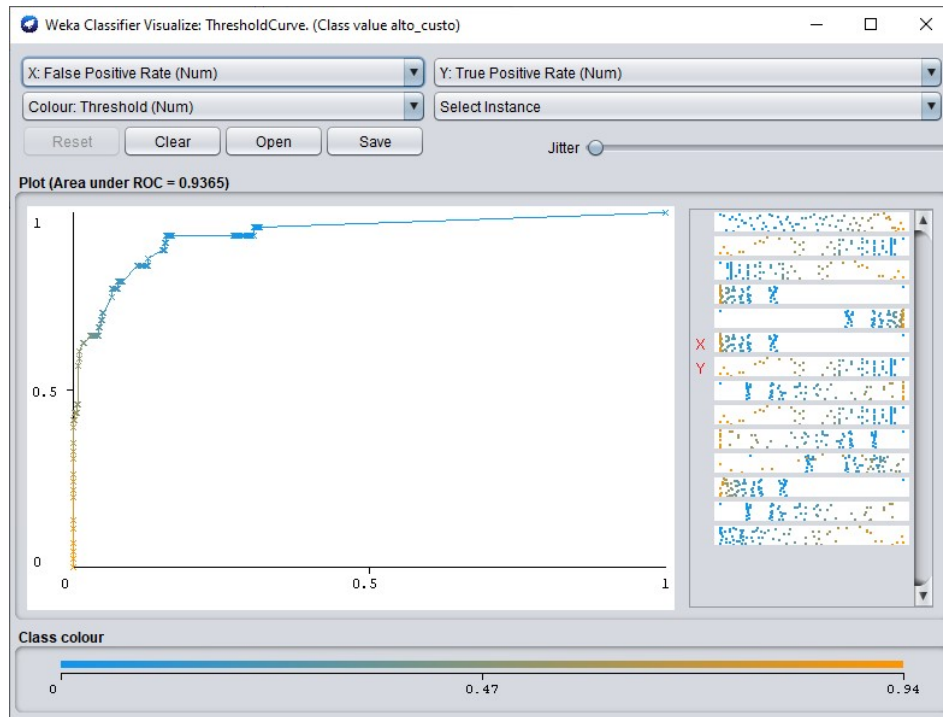 Weka Classifier Visualize: ThresholdCurve. (Class value alto_custo)
X: False Positive Rate (Num)
Y: True Positive Rate (Num)
Colour: Threshold (Num)
Select Instance
Reset
Clear
Open
Save
Jitter
Plot (Area under ROC = 0.9365)
1
0.5
0
0
0.5
1
X
Y
Class colour
0
0.47
0.94